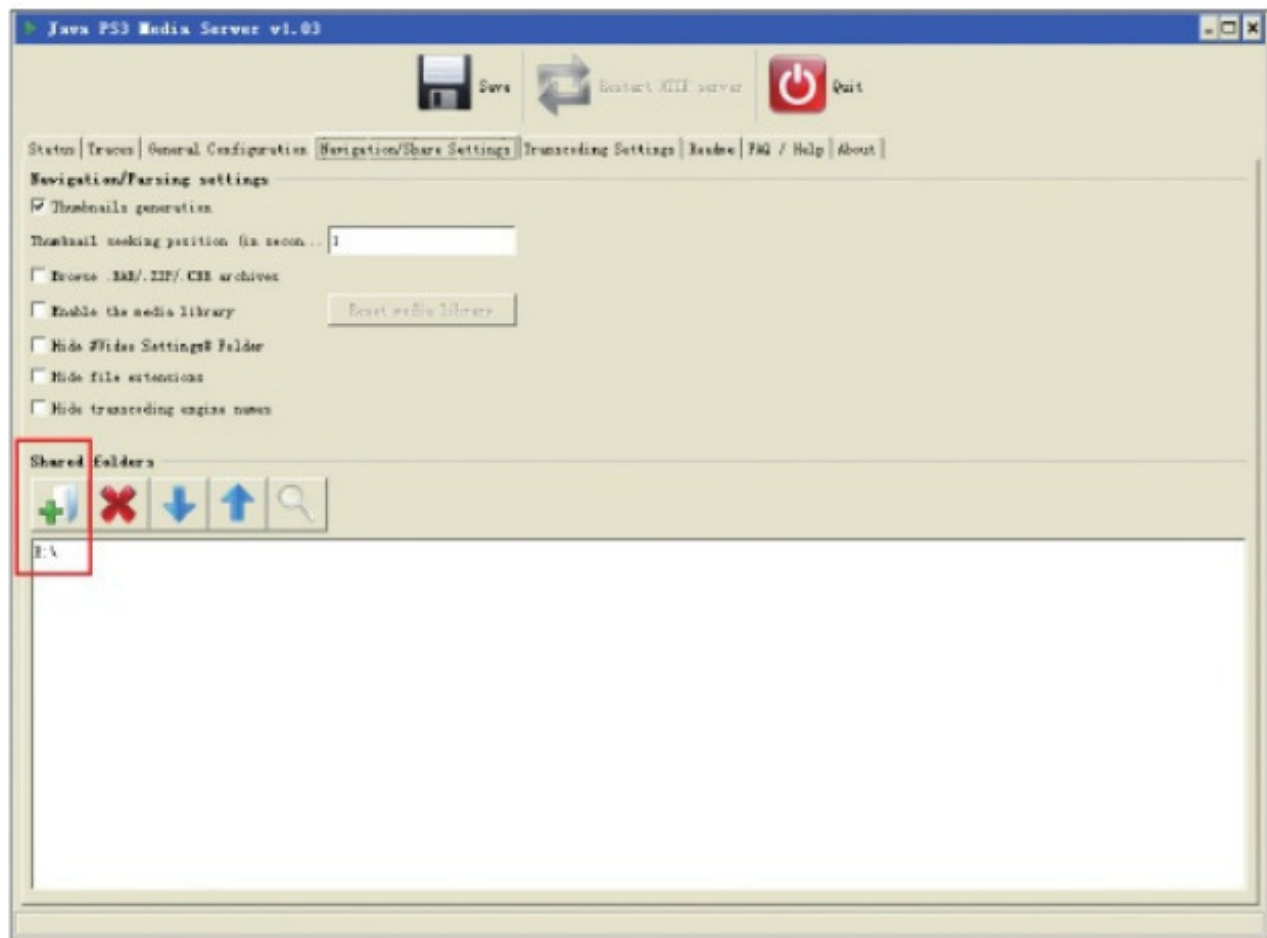 Java PS3 Media Server v1.03
Save
Restart HTTP server
Quit
Status
Traces
General Configuration
Navigation/Share Settings
Transcoding Settings
Readme
FAQ / Help
About
Navigation/Parsing settings
Thumbnails generation
Thumbnail seeking position (in secon...
1
Browse .RAR/.ZIP/.CBR archives
Enable the media library
Reset media library
Hide #Video Settings# Folder
Hide file extensions
Hide transcoding engine names
Shared folders